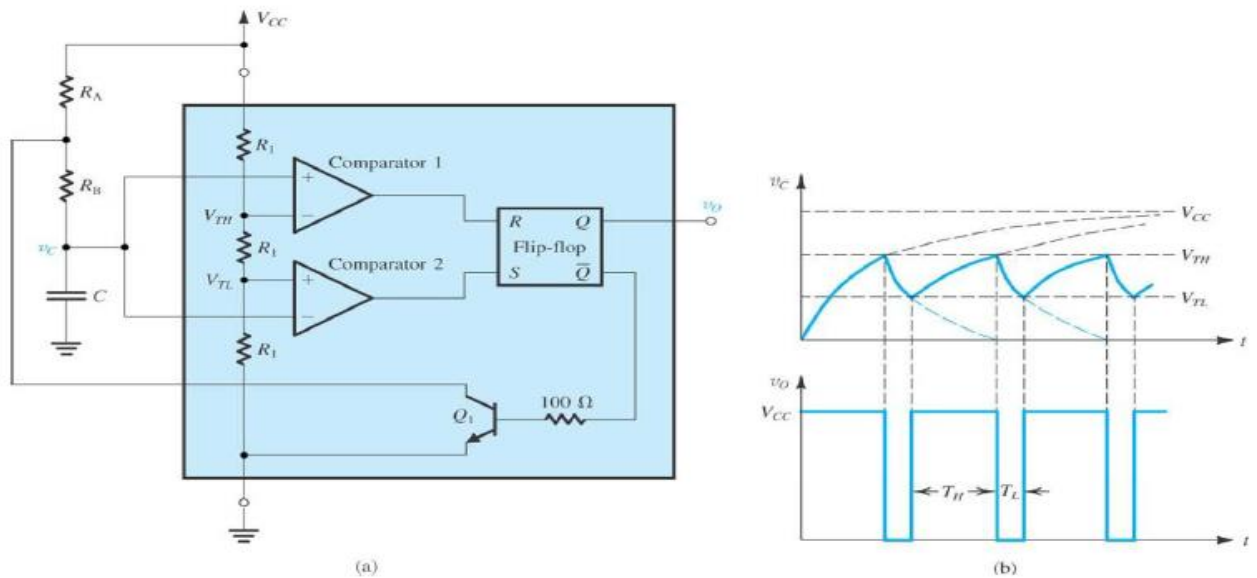 V_CC
R_A
R_1
Comparator 1
+
R_B
V_TH
−
R Q
v_O
v_C
R_1
Flip-flop
Comparator 2
V_TL
+
S Q̅
C
−
R_1
100 Ω
Q_1
(a)
v_C
V_CC
V_TH
V_TL
t
v_O
V_CC
T_H
T_L
t
(b)